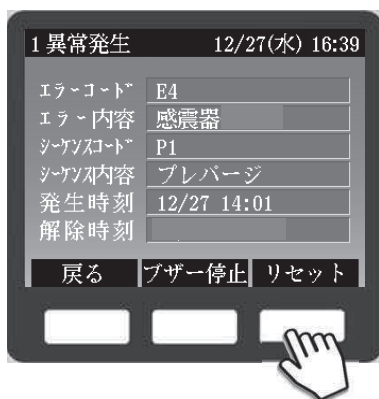 1 異常発生 12/27(水) 16:39
ｴﾗｰｺｰﾄﾞ E4
ｴﾗｰ内容 感震器
ｼｰｹﾝｽｺｰﾄﾞ P1
ｼｰｹﾝｽ内容 プレパージ
発生時刻 12/27 14:01
解除時刻
戻る ブザー停止 リセット